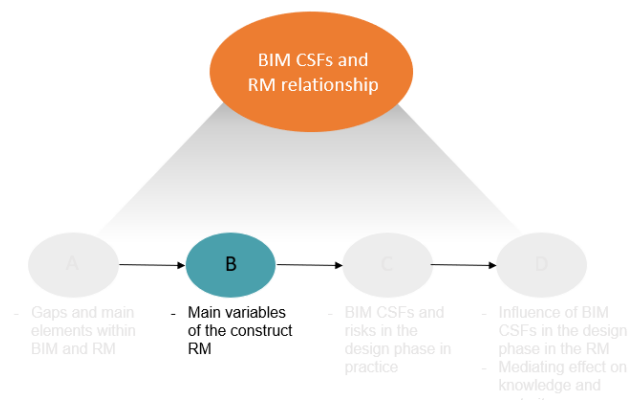 BIM CSFs and
RM relationship
A
B
C
D
- Gaps and main
elements within
BIM and RM
- Main variables
of the construct
RM
- BIM CSFs and
risks in the
design phase in
practice
- Influence of BIM
CSFs in the design
phase in the RM
- Mediating effect on
knowledge and